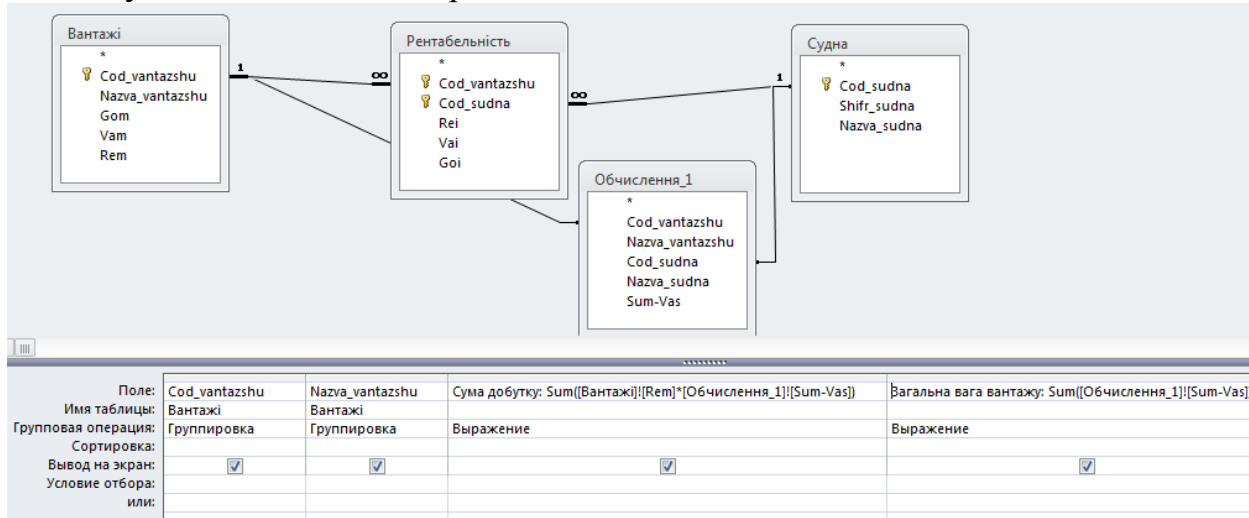 Вантажі
*
Cod_vantazshu
Nazva_vantazshu
Gom
Vam
Rem
1
∞
Рентабельність
*
Cod_vantazshu
Cod_sudna
Rei
Vai
Goi
∞
1
Судна
*
Cod_sudna
Shifr_sudna
Nazva_sudna
Обчислення_1
*
Cod_vantazshu
Nazva_vantazshu
Cod_sudna
Nazva_sudna
Sum-Vas
Поле: Cod_vantazshu Nazva_vantazshu Сума добутку: Sum([Вантажі]![Rem]*[Обчислення_1]![Sum-Vas]) Загальна вага вантажу: Sum([Обчислення_1]![Sum-Vas]
Имя таблицы: Вантажі Вантажі
Групповая операция: Группировка Группировка Выражение Выражение
Сортировка:
Вывод на экран:
Условие отбора:
или: